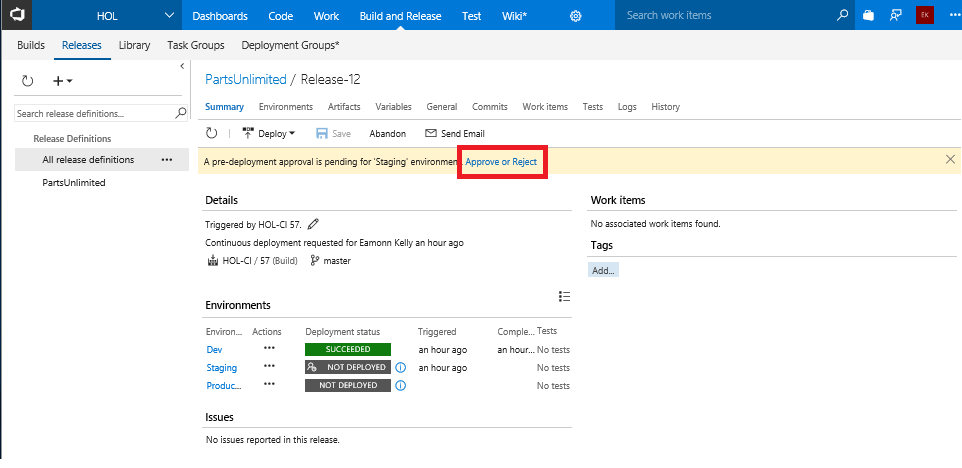 HOL Dashboards Code Work Build and Release Test Wiki* Search work items EK
Builds Releases Library Task Groups Deployment Groups*
PartsUnlimited / Release-12
Summary Environments Artifacts Variables General Commits Work items Tests Logs History
Search release definitions...
Deploy Save Abandon Send Email
Release Definitions
All release definitions ...
A pre-deployment approval is pending for 'Staging' environment. Approve or Reject
PartsUnlimited
Details
Triggered by HOL-CI 57.
Continuous deployment requested for Eamonn Kelly an hour ago
HOL-CI / 57 (Build) master
Work items
No associated work items found.
Tags
Add...
Environments
Environ... Actions Deployment status Triggered Comple... Tests
Dev ... SUCCEEDED an hour ago an hour... No tests
Staging ... NOT DEPLOYED an hour ago No tests
Produc... ... NOT DEPLOYED No tests
Issues
No issues reported in this release.